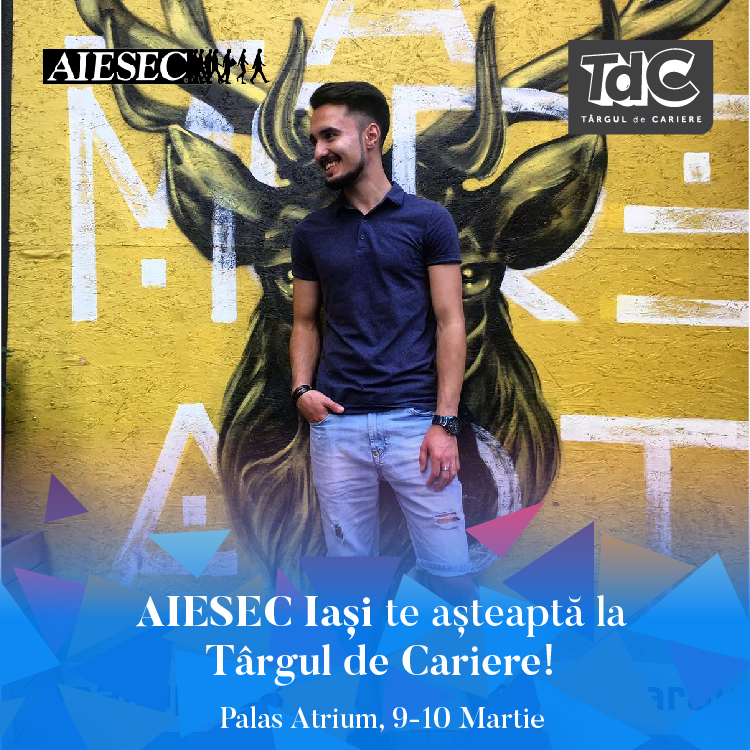 AIESEC
TdC
TÂRGUL de CARIERE
AIESEC Iași te așteaptă la
Târgul de Cariere!
Palas Atrium, 9-10 Martie